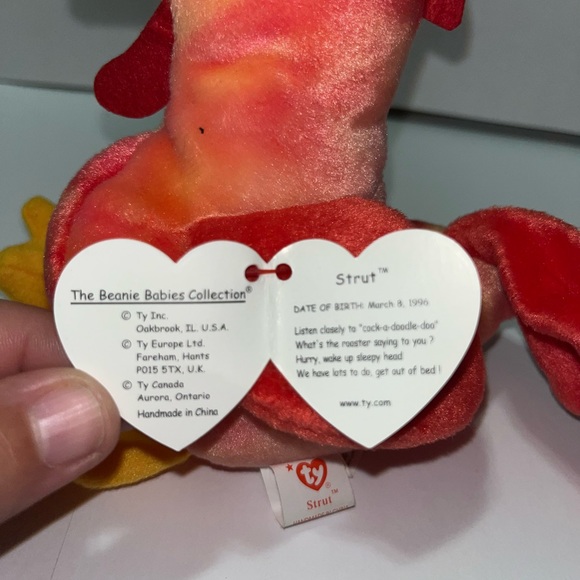 The Beanie Babies Collection®
© Ty Inc.
Oakbrook, IL. U.S.A.
© Ty Europe Ltd.
Fareham, Hants
PO15 5TX, U.K.
© Ty Canada
Aurora, Ontario
Handmade in China
Strut™
DATE OF BIRTH: March 8, 1996
Listen closely to "cock-a-doodle-doo"
What's the rooster saying to you ?
Hurry, wake up sleepy head
We have lots to do, get out of bed !
www.ty.com
ty®
Strut™